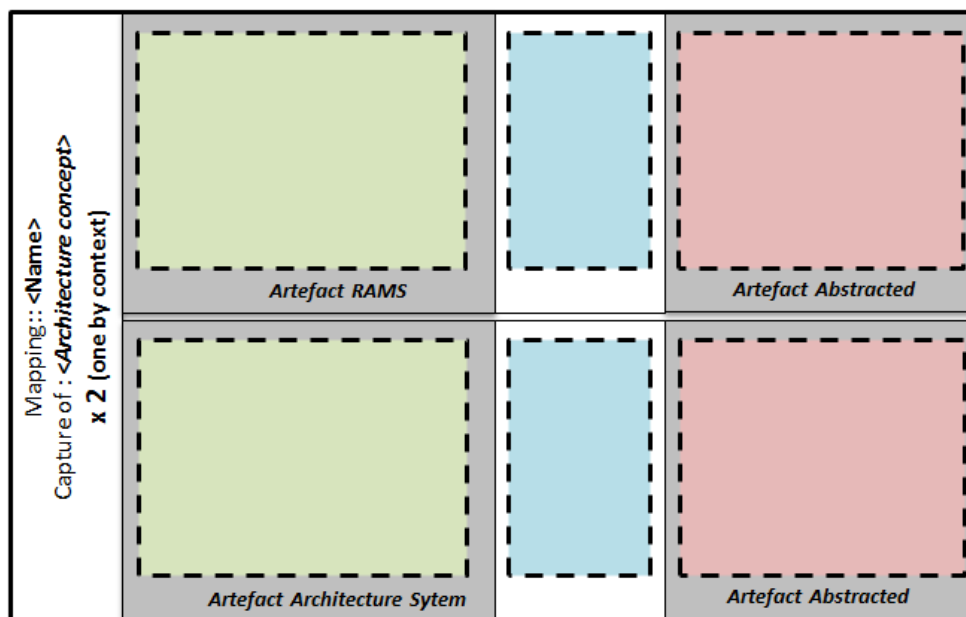 Mapping:: <Name>
Capture of : <Architecture concept>
x 2 (one by context)
Artefact RAMS
Artefact Abstracted
Artefact Architecture Sytem
Artefact Abstracted